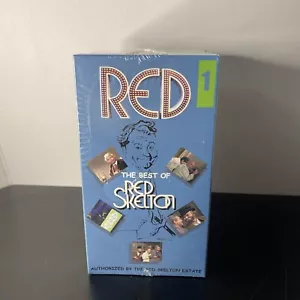 RED
1
THE BEST OF
RED
SKELTON
AUTHORIZED BY THE RED SKELTON ESTATE